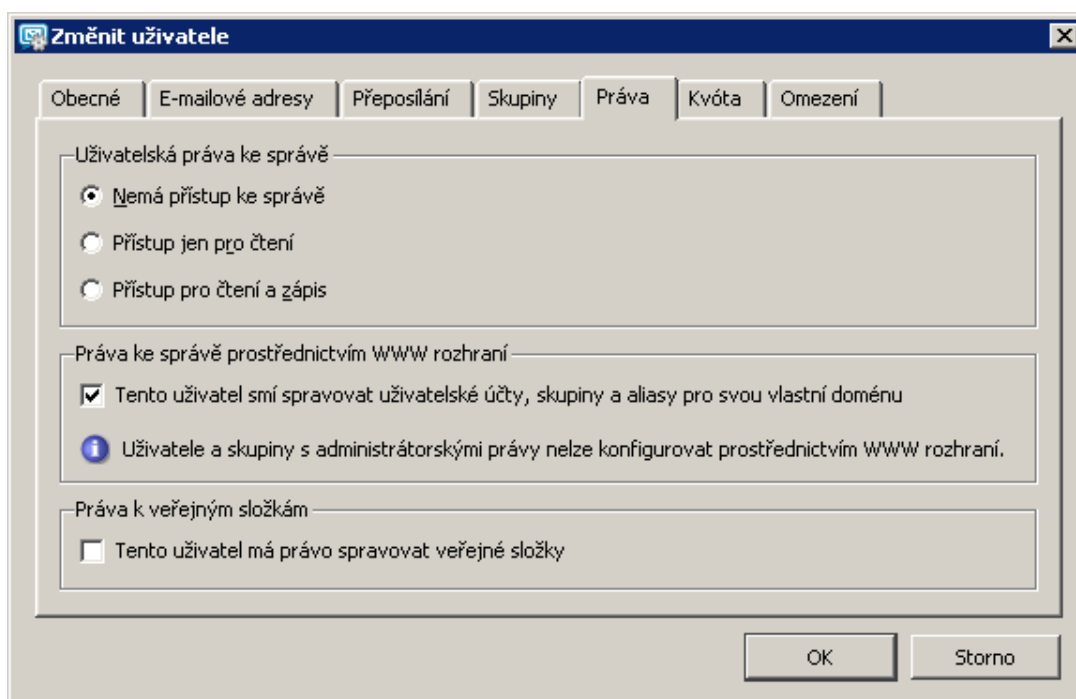 Změnit uživatele
Obecné E-mailové adresy Přeposílání Skupiny Práva Kvóta Omezení
Uživatelská práva ke správě
Nemá přístup ke správě
Přístup jen pro čtení
Přístup pro čtení a zápis
Práva ke správě prostřednictvím WWW rozhraní
Tento uživatel smí spravovat uživatelské účty, skupiny a aliasy pro svou vlastní doménu
Uživatele a skupiny s administrátorskými právy nelze konfigurovat prostřednictvím WWW rozhraní.
Práva k veřejným složkám
Tento uživatel má právo spravovat veřejné složky
OK Storno